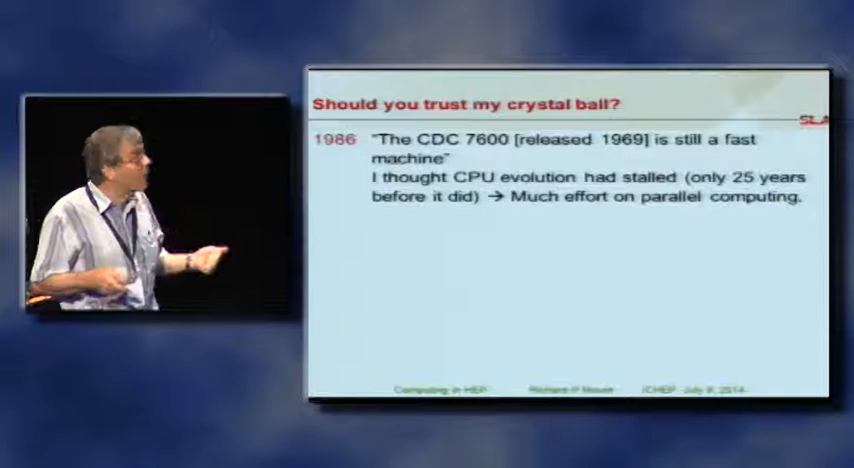 Should you trust my crystal ball?
SLA
1986 "The CDC 7600 [released 1969] is still a fast
machine"
I thought CPU evolution had stalled (only 25 years
before it did) → Much effort on parallel computing.
Computing in HEP Richard P Mount ICHEP July 9, 2014